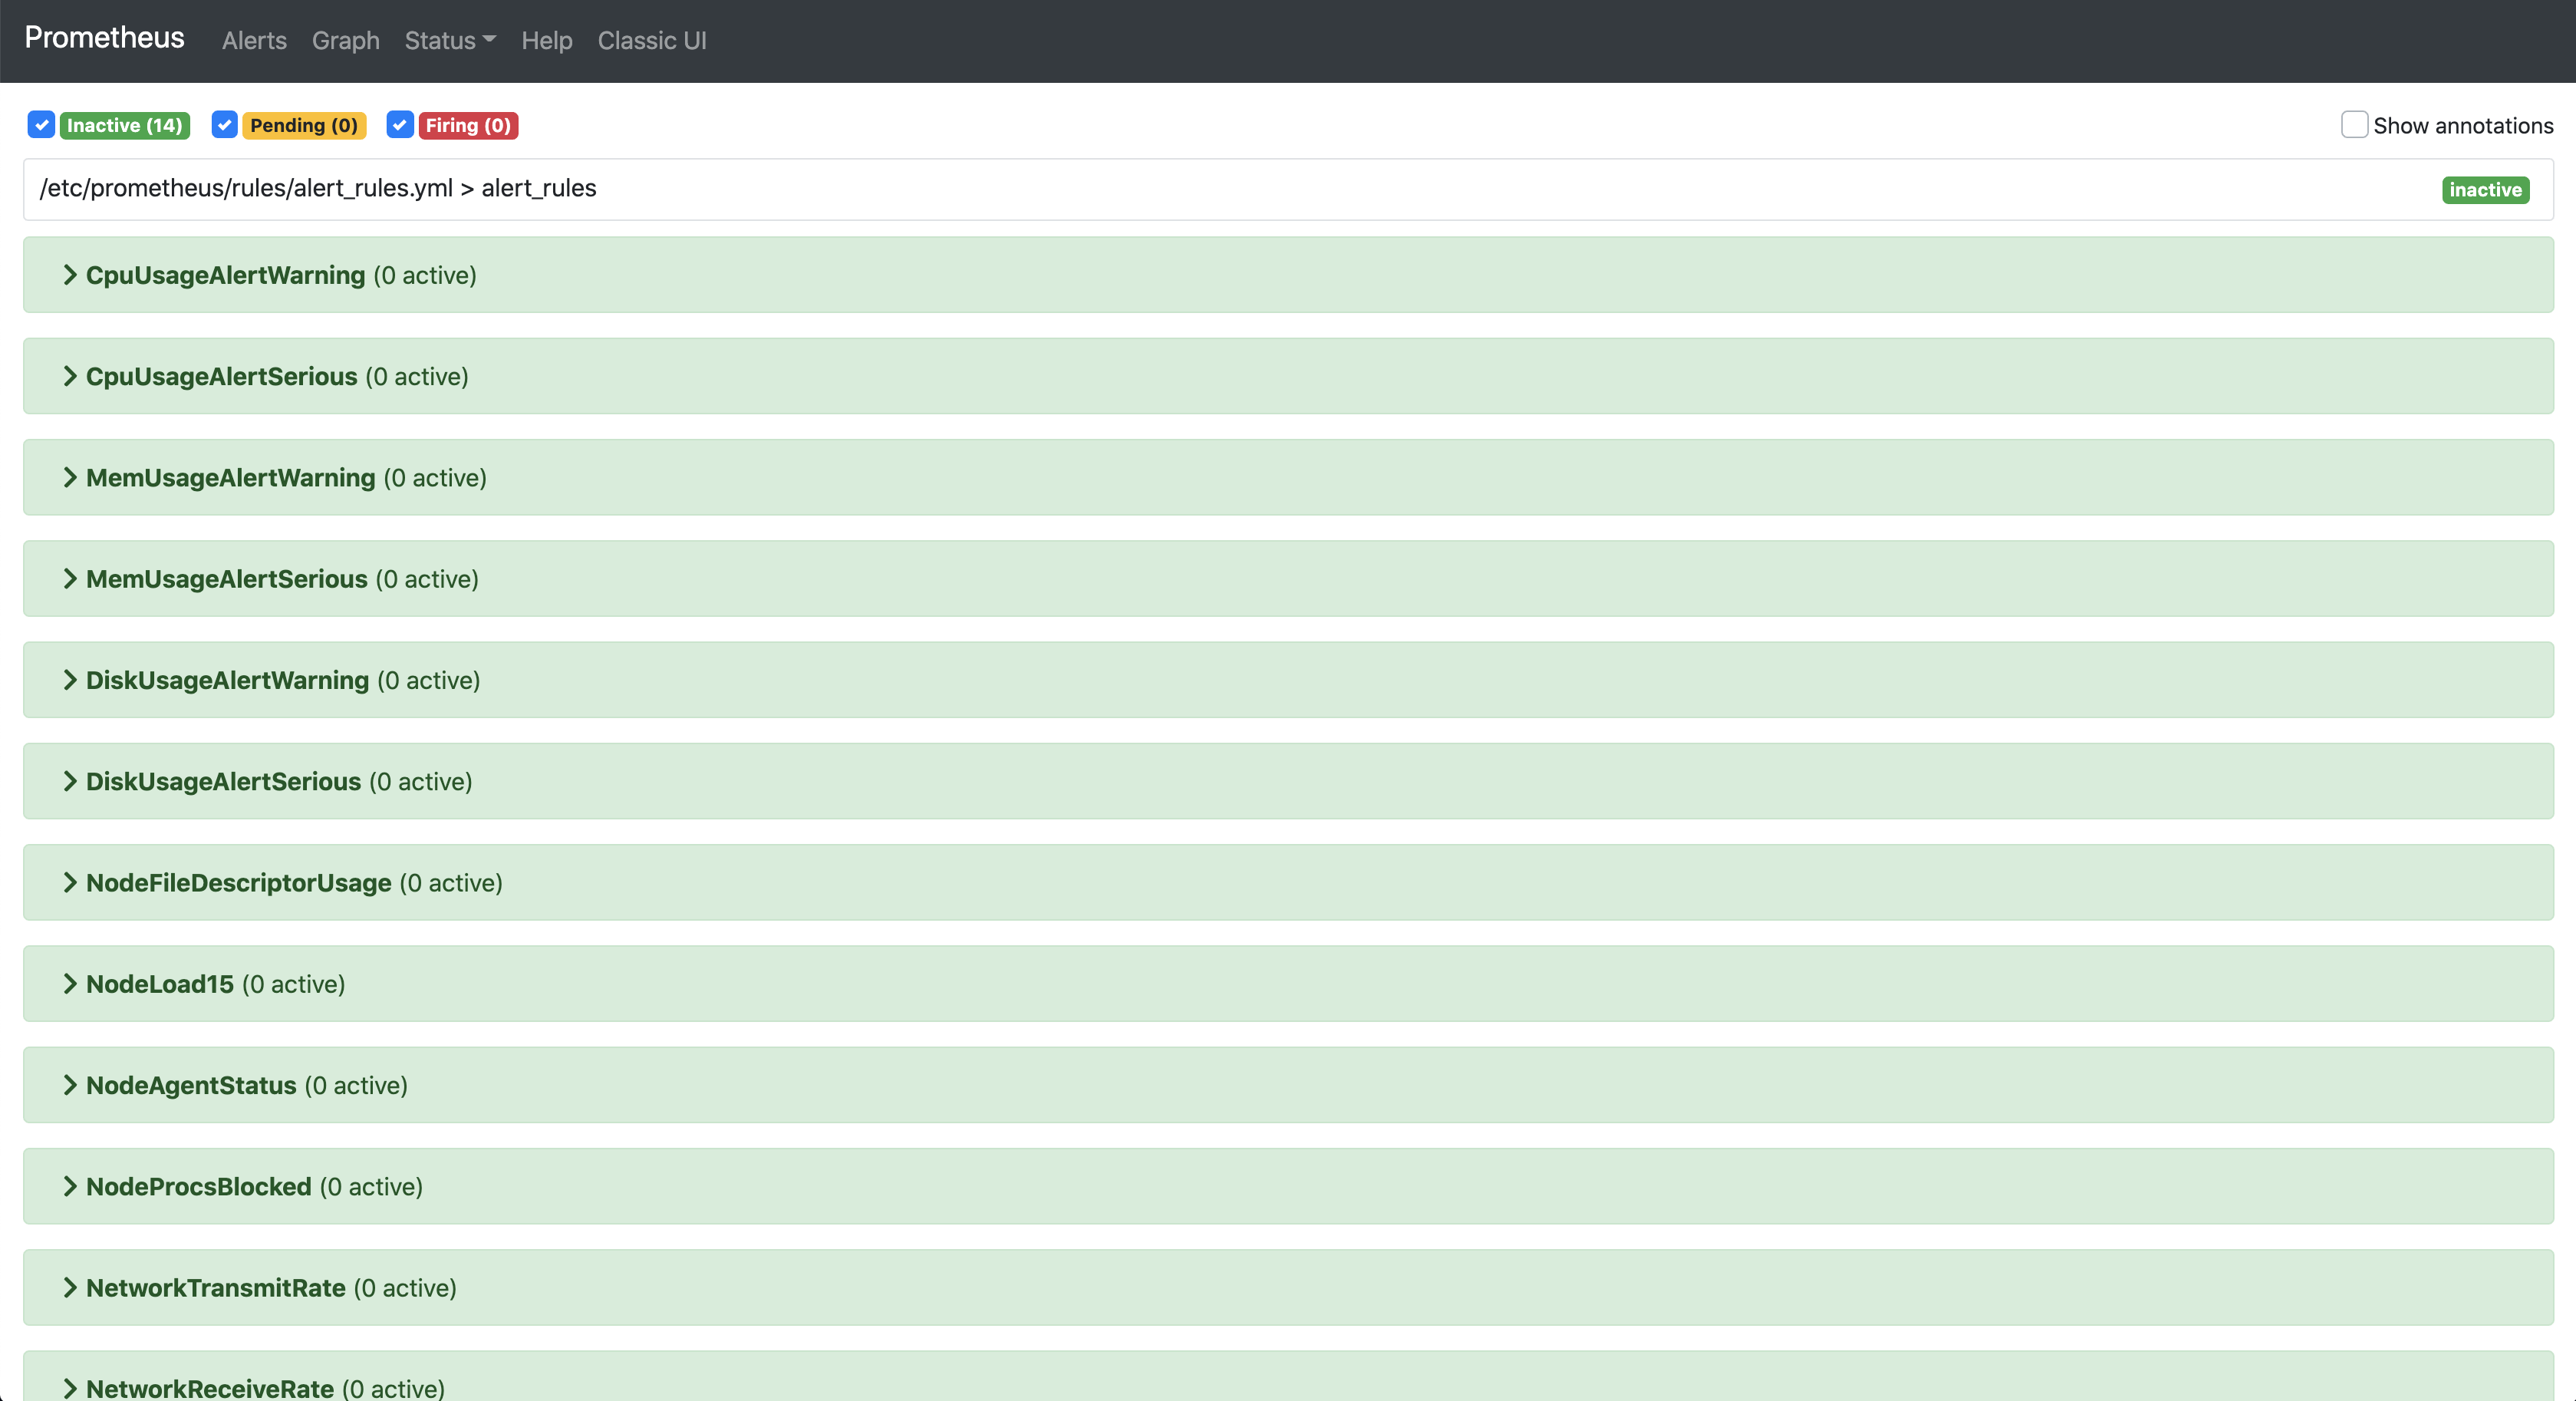 Prometheus Alerts Graph Status Help Classic UI
Inactive (14) Pending (0) Firing (0) Show annotations
/etc/prometheus/rules/alert_rules.yml > alert_rules inactive
CpuUsageAlertWarning (0 active)
CpuUsageAlertSerious (0 active)
MemUsageAlertWarning (0 active)
MemUsageAlertSerious (0 active)
DiskUsageAlertWarning (0 active)
DiskUsageAlertSerious (0 active)
NodeFileDescriptorUsage (0 active)
NodeLoad15 (0 active)
NodeAgentStatus (0 active)
NodeProcsBlocked (0 active)
NetworkTransmitRate (0 active)
NetworkReceiveRate (0 active)